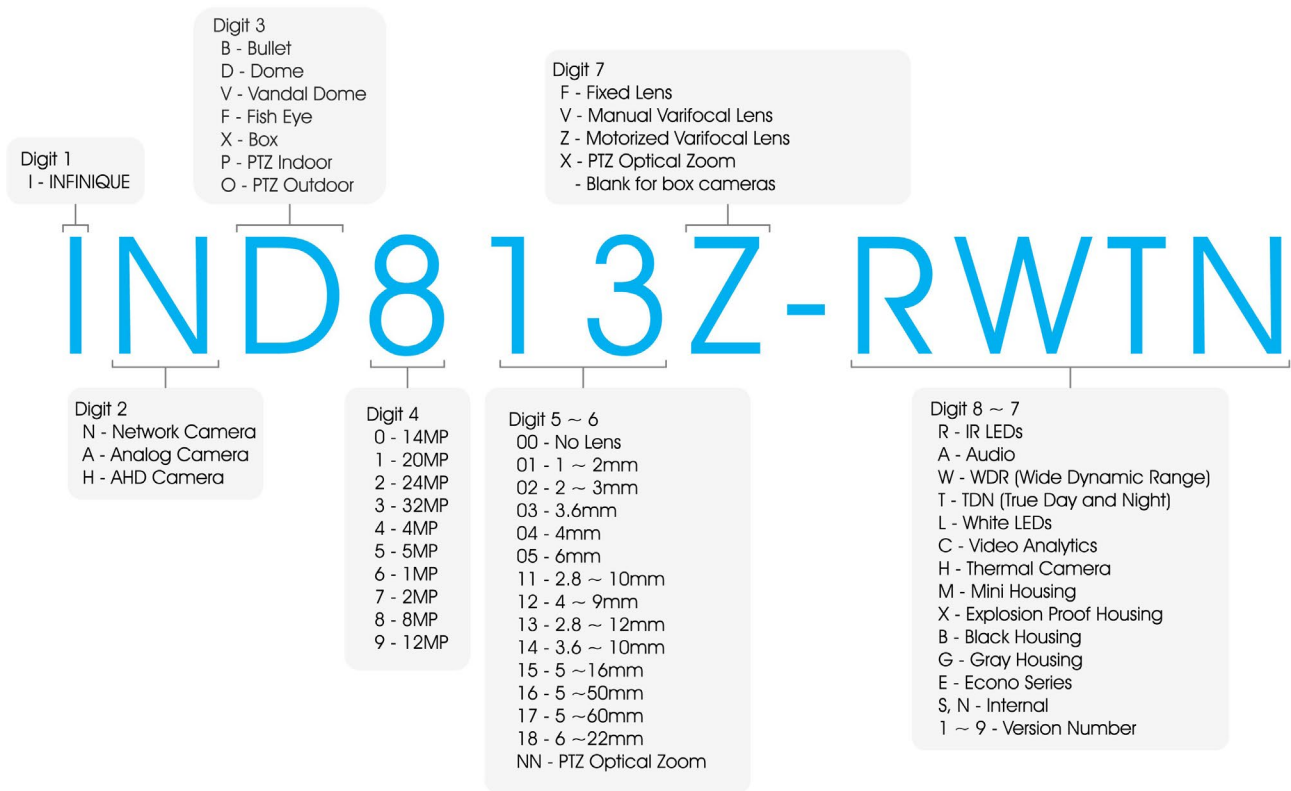 Digit 3
B - Bullet
D - Dome
V - Vandal Dome
F - Fish Eye
X - Box
P - PTZ Indoor
O - PTZ Outdoor
Digit 7
F - Fixed Lens
V - Manual Varifocal Lens
Z - Motorized Varifocal Lens
X - PTZ Optical Zoom
- Blank for box cameras
Digit 1
I - INFINIQUE
IND813Z-RWTN
Digit 2
N - Network Camera
A - Analog Camera
H - AHD Camera
Digit 4
0 - 14MP
1 - 20MP
2 - 24MP
3 - 32MP
4 - 4MP
5 - 5MP
6 - 1MP
7 - 2MP
8 - 8MP
9 - 12MP
Digit 5 ~ 6
00 - No Lens
01 - 1 ~ 2mm
02 - 2 ~ 3mm
03 - 3.6mm
04 - 4mm
05 - 6mm
11 - 2.8 ~ 10mm
12 - 4 ~ 9mm
13 - 2.8 ~ 12mm
14 - 3.6 ~ 10mm
15 - 5 ~16mm
16 - 5 ~50mm
17 - 5 ~60mm
18 - 6 ~22mm
NN - PTZ Optical Zoom
Digit 8 ~ 7
R - IR LEDs
A - Audio
W - WDR (Wide Dynamic Range)
T - TDN (True Day and Night)
L - White LEDs
C - Video Analytics
H - Thermal Camera
M - Mini Housing
X - Explosion Proof Housing
B - Black Housing
G - Gray Housing
E - Econo Series
S, N - Internal
1 ~ 9 - Version Number